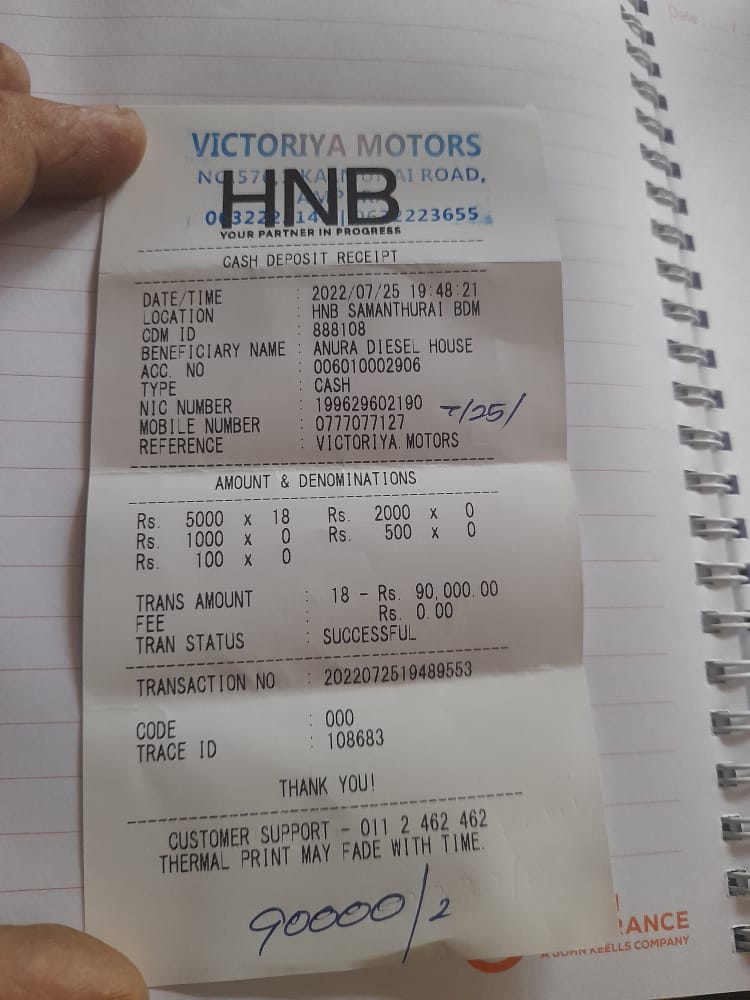 VICTORIYA MOTORS
ROAD,
HNB
2223655
YOUR PARTNER IN PROGRESS
CASH DEPOSIT RECEIPT
DATE/TIME : 2022/07/25 19:48:21
LOCATION : HNB SAMANTHURAI BDM
CDM ID : 888108
BENEFICIARY NAME : ANURA DIESEL HOUSE
ACC. NO : 006010002906
TYPE : CASH
NIC NUMBER : 199629602190
7/25/
MOBILE NUMBER : 0777077127
REFERENCE : VICTORIYA.MOTORS
AMOUNT & DENOMINATIONS
Rs. 5000 x 18 Rs. 2000 x 0
Rs. 1000 x 0 Rs. 500 x 0
Rs. 100 x 0
TRANS AMOUNT : 18 - Rs. 90,000.00
FEE : Rs. 0.00
TRAN STATUS : SUCCESSFUL
TRANSACTION NO : 2022072519489553
CODE : 000
TRACE ID : 108683
THANK YOU!
CUSTOMER SUPPORT - 011 2 462 462
THERMAL PRINT MAY FADE WITH TIME.
90000/2
RANCE
A JOHN KEELLS COMPANY
Date